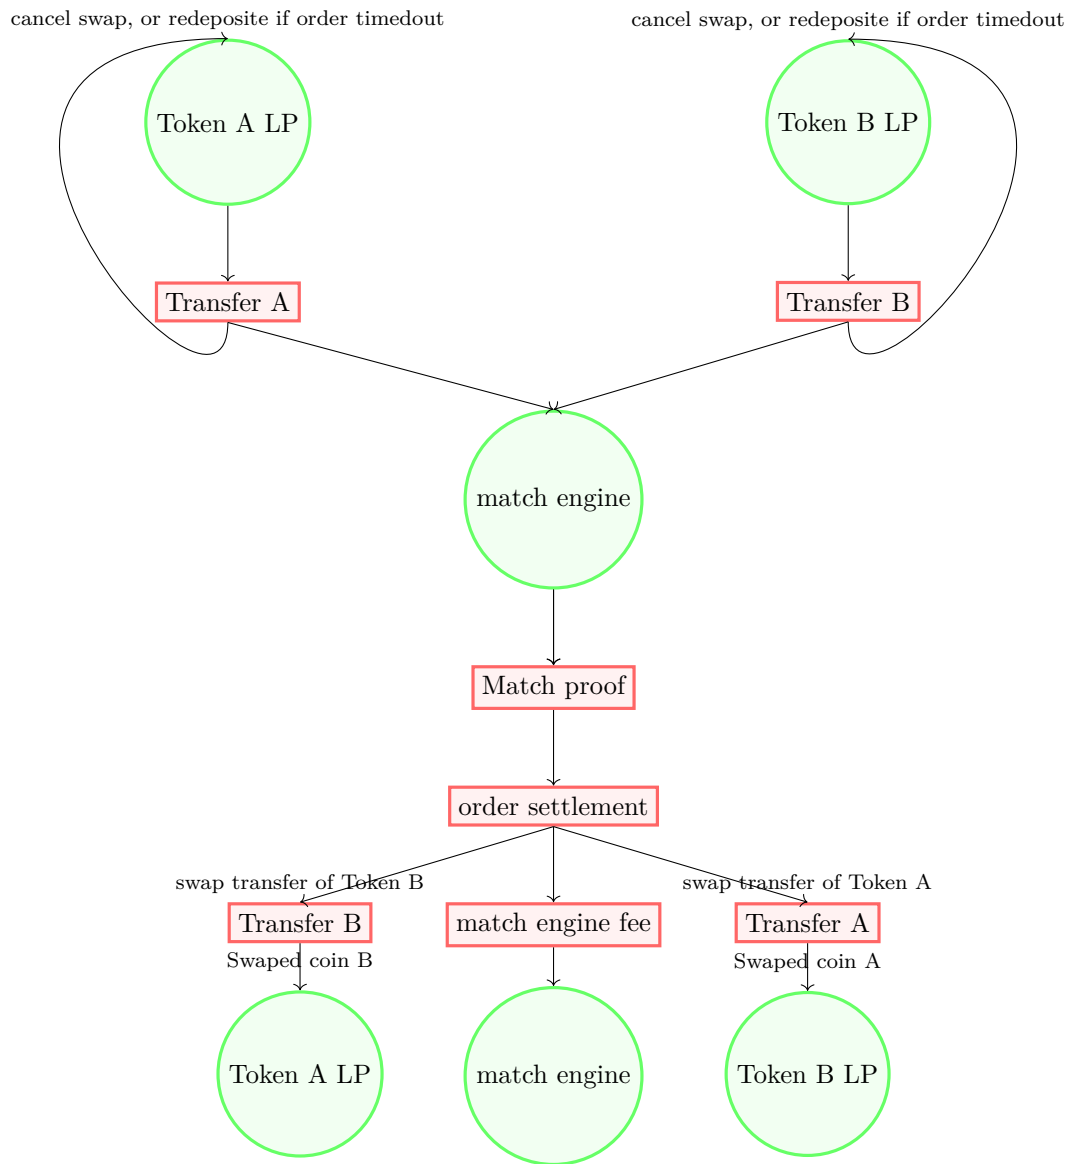 cancel swap, or redeposite if order timedout
cancel swap, or redeposite if order timedout
Token A LP
Token B LP
Transfer A
Transfer B
match engine
Match proof
order settlement
swap transfer of Token B
swap transfer of Token A
Transfer B
match engine fee
Transfer A
Swaped coin B
Swaped coin A
Token A LP
match engine
Token B LP